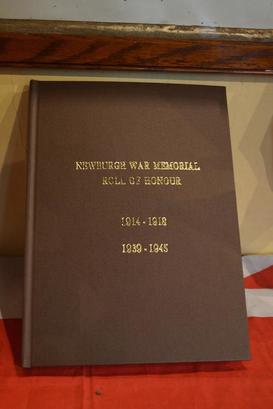 NEWBURGH WAR MEMORIAL
ROLL OF HONOUR
1914 - 1918
1939 - 1945